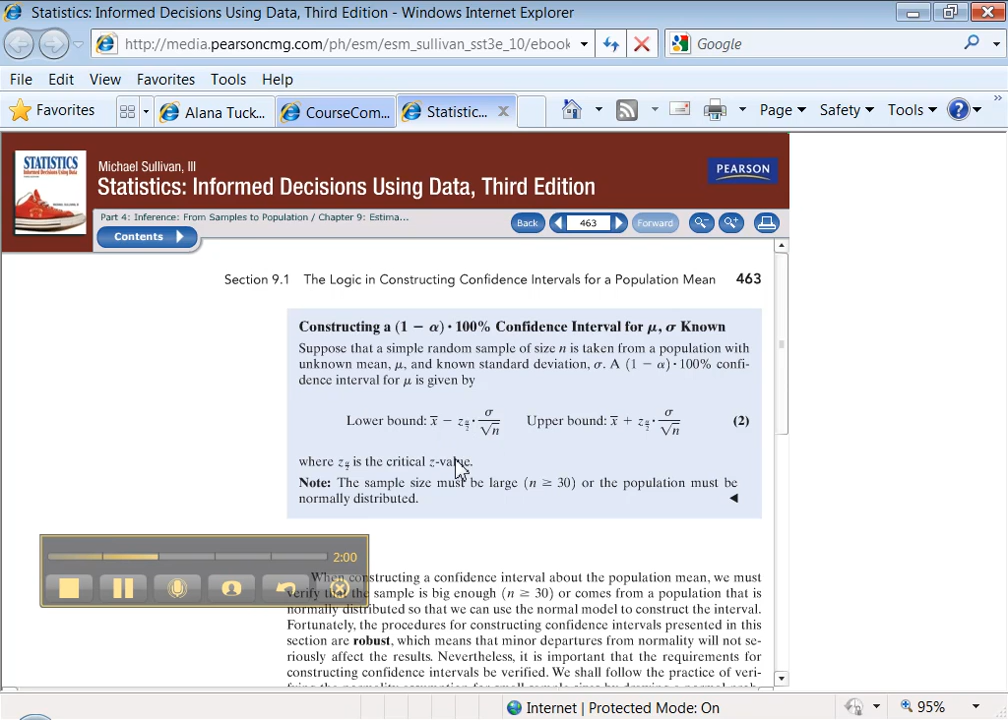 Statistics: Informed Decisions Using Data, Third Edition - Windows Internet Explorer
http://media.pearsoncmg.com/ph/esm/esm_sullivan_sst3e_10/ebook
Google
File Edit View Favorites Tools Help
Favorites Alana Tuck... CourseCom... Statistic... Page Safety Tools »
STATISTICS
Michael Sullivan, III
Statistics: Informed Decisions Using Data, Third Edition
PEARSON
Part 4: Inference: From Samples to Population / Chapter 9: Estima...
Contents
Back 463 Forward
Section 9.1 The Logic in Constructing Confidence Intervals for a Population Mean 463
Constructing a (1 − α) · 100% Confidence Interval for μ, σ Known
Suppose that a simple random sample of size n is taken from a population with
unknown mean, μ, and known standard deviation, σ. A (1 − α) · 100% confi-
dence interval for μ is given by
Lower bound: x̄ − z_{α/2} · σ/√n Upper bound: x̄ + z_{α/2} · σ/√n (2)
where z_{α/2} is the critical z-value.
Note: The sample size must be large (n ≥ 30) or the population must be
normally distributed.
2:00
When constructing a confidence interval about the population mean, we must
verify that the sample is big enough (n ≥ 30) or comes from a population that is
normally distributed so that we can use the normal model to construct the interval.
Fortunately, the procedures for constructing confidence intervals presented in this
section are robust, which means that minor departures from normality will not se-
riously affect the results. Nevertheless, it is important that the requirements for
constructing confidence intervals be verified. We shall follow the practice of veri-
Internet | Protected Mode: On 95%